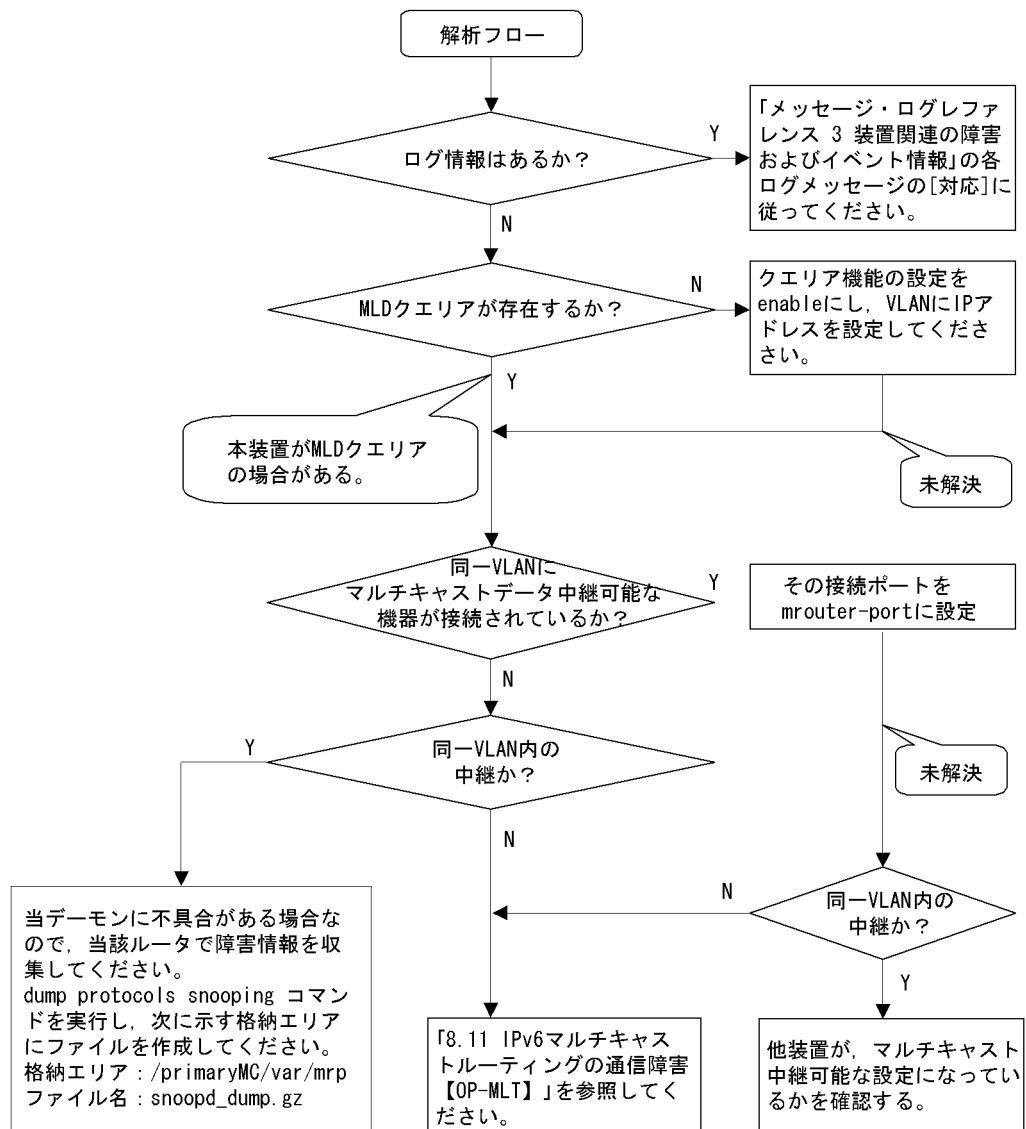 解析フロー
ログ情報はあるか？
Y
「メッセージ・ログレファ
レンス 3 装置関連の障害
およびイベント情報」の各
ログメッセージの[対応]に
従ってください。
N
MLDクエリアが存在するか？
N
クエリア機能の設定を
enableにし，VLANにIPア
ドレスを設定してくださ
さい。
Y
本装置がMLDクエリア
の場合がある。
未解決
同一VLANに
マルチキャストデータ中継可能な
機器が接続されているか？
Y
その接続ポートを
mrouter-portに設定
N
未解決
同一VLAN内の
中継か？
Y
N
同一VLAN内の
中継か？
N
Y
当デーモンに不具合がある場合な
ので，当該ルータで障害情報を収
集してください。
dump protocols snooping コマン
ドを実行し，次に示す格納エリア
にファイルを作成してください。
格納エリア：/primaryMC/var/mrp
ファイル名：snoopd_dump.gz
「8.11 IPv6マルチキャス
トルーティングの通信障害
【OP-MLT】」を参照してく
ださい。
他装置が，マルチキャスト
中継可能な設定になってい
るかを確認する。